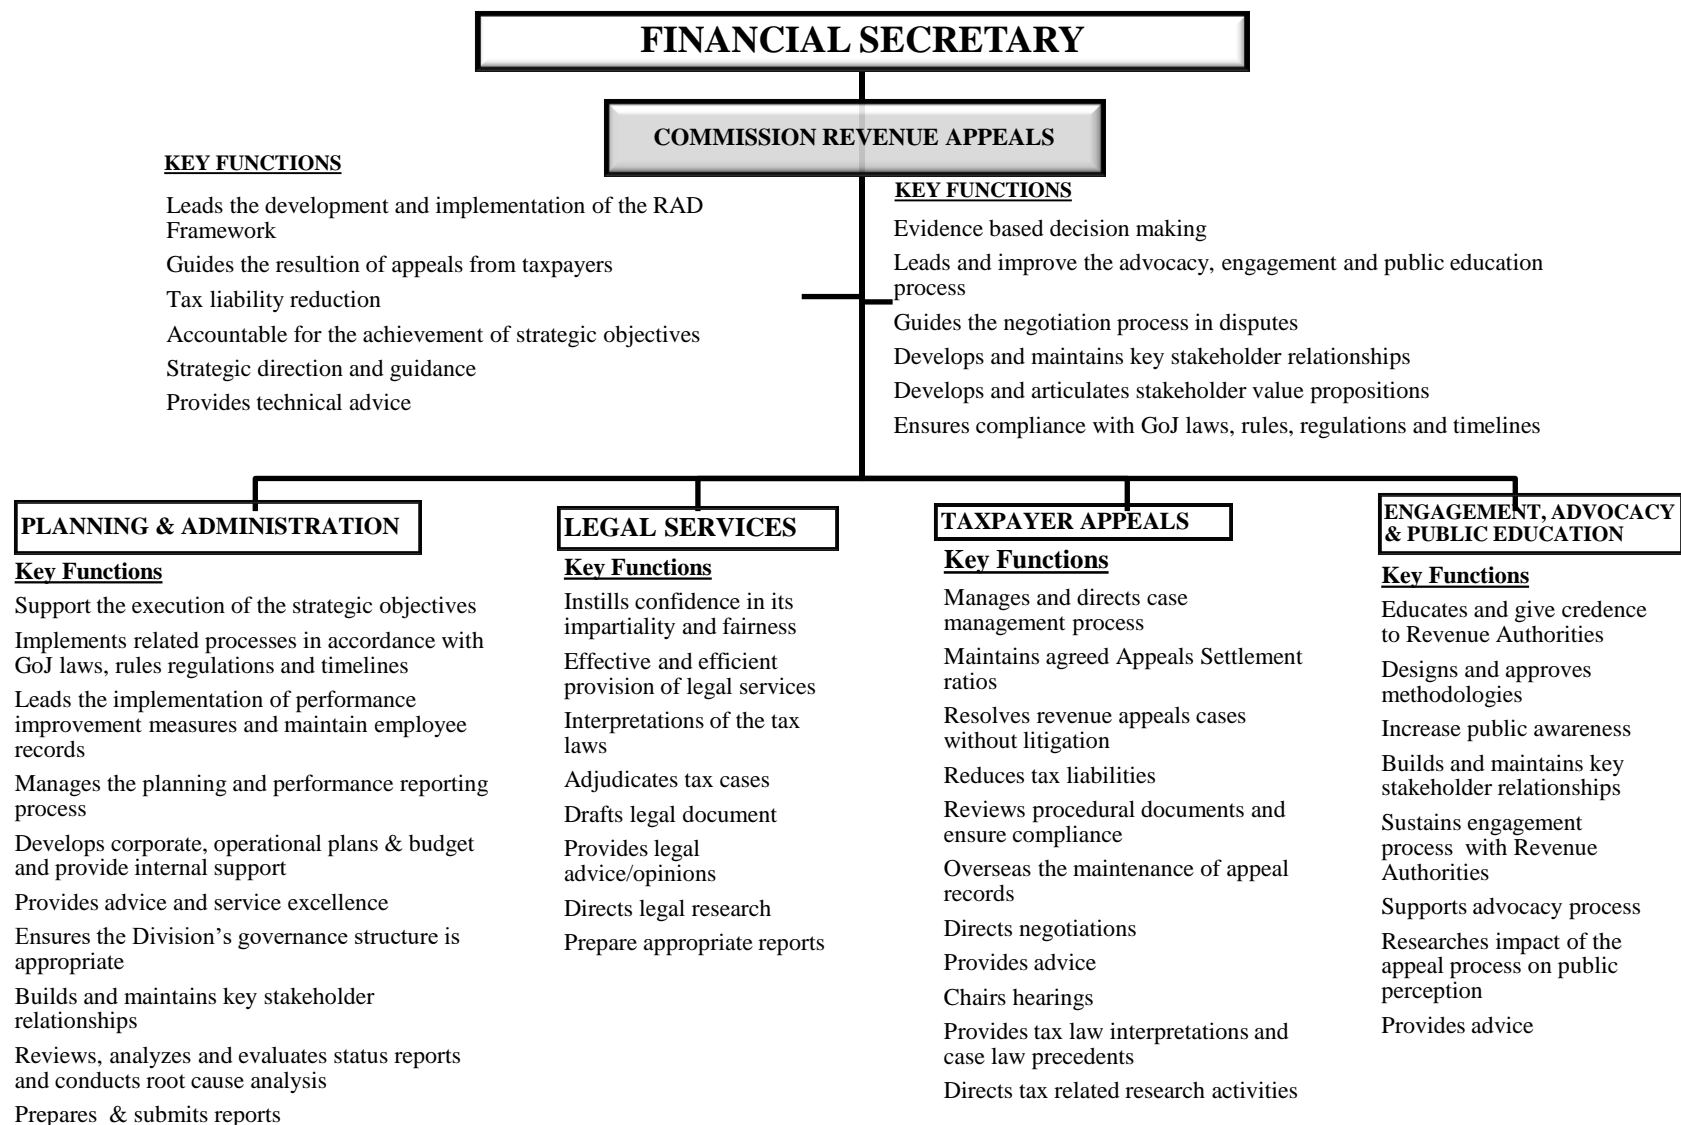 FINANCIAL SECRETARY
COMMISSION REVENUE APPEALS
KEY FUNCTIONS
Leads the development and implementation of the RAD
Framework
Guides the resultion of appeals from taxpayers
Tax liability reduction
Accountable for the achievement of strategic objectives
Strategic direction and guidance
Provides technical advice
KEY FUNCTIONS
Evidence based decision making
Leads and improve the advocacy, engagement and public education
process
Guides the negotiation process in disputes
Develops and maintains key stakeholder relationships
Develops and articulates stakeholder value propositions
Ensures compliance with GoJ laws, rules, regulations and timelines
PLANNING & ADMINISTRATION
Key Functions
Support the execution of the strategic objectives
Implements related processes in accordance with
GoJ laws, rules regulations and timelines
Leads the implementation of performance
improvement measures and maintain employee
records
Manages the planning and performance reporting
process
Develops corporate, operational plans & budget
and provide internal support
Provides advice and service excellence
Ensures the Division’s governance structure is
appropriate
Builds and maintains key stakeholder
relationships
Reviews, analyzes and evaluates status reports
and conducts root cause analysis
Prepares & submits reports
LEGAL SERVICES
Key Functions
Instills confidence in its
impartiality and fairness
Effective and efficient
provision of legal services
Interpretations of the tax
laws
Adjudicates tax cases
Drafts legal document
Provides legal
advice/opinions
Directs legal research
Prepare appropriate reports
TAXPAYER APPEALS
Key Functions
Manages and directs case
management process
Maintains agreed Appeals Settlement
ratios
Resolves revenue appeals cases
without litigation
Reduces tax liabilities
Reviews procedural documents and
ensure compliance
Overseas the maintenance of appeal
records
Directs negotiations
Provides advice
Chairs hearings
Provides tax law interpretations and
case law precedents
Directs tax related research activities
ENGAGEMENT, ADVOCACY
& PUBLIC EDUCATION
Key Functions
Educates and give credence
to Revenue Authorities
Designs and approves
methodologies
Increase public awareness
Builds and maintains key
stakeholder relationships
Sustains engagement
process with Revenue
Authorities
Supports advocacy process
Researches impact of the
appeal process on public
perception
Provides advice